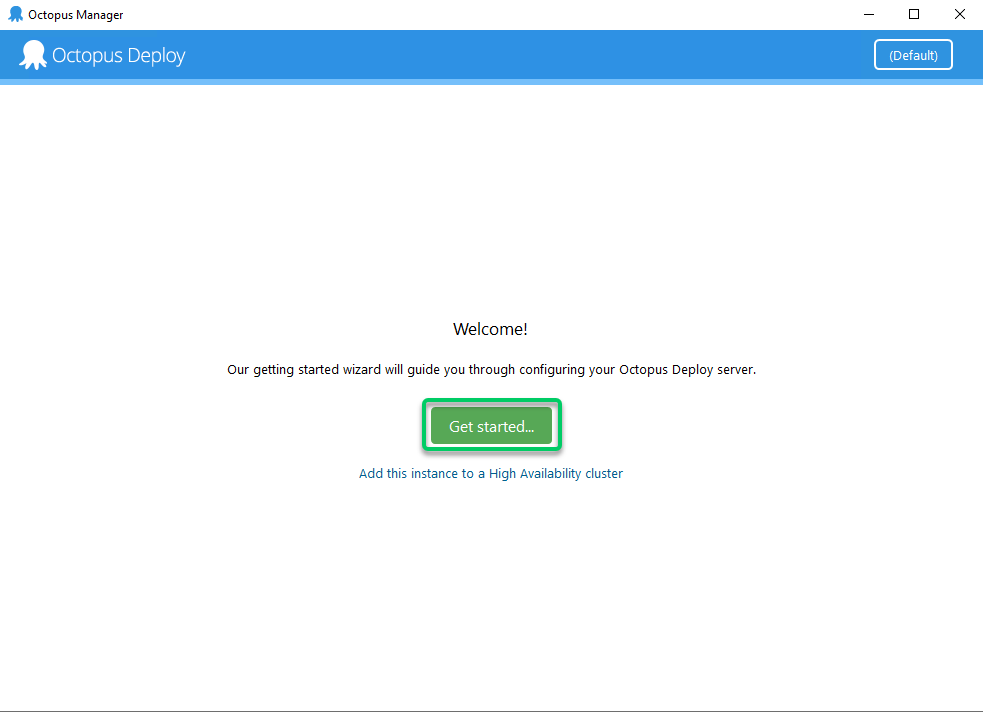 Octopus Manager
Octopus Deploy
(Default)
Welcome!
Our getting started wizard will guide you through configuring your Octopus Deploy server.
Get started...
Add this instance to a High Availability cluster